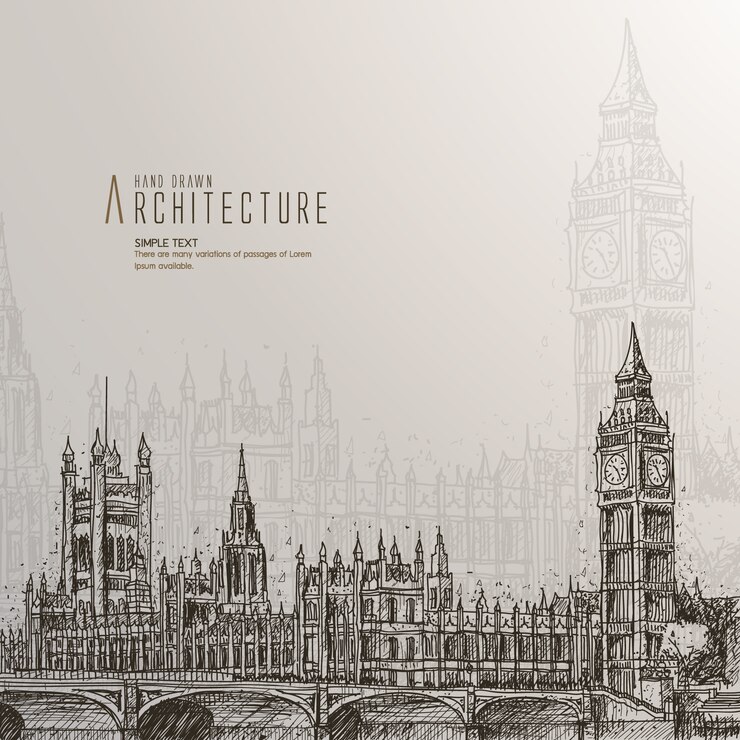 HAND DRAWN
ARCHITECTURE
SIMPLE TEXT
There are many variations of passages of Lorem
Ipsum available.